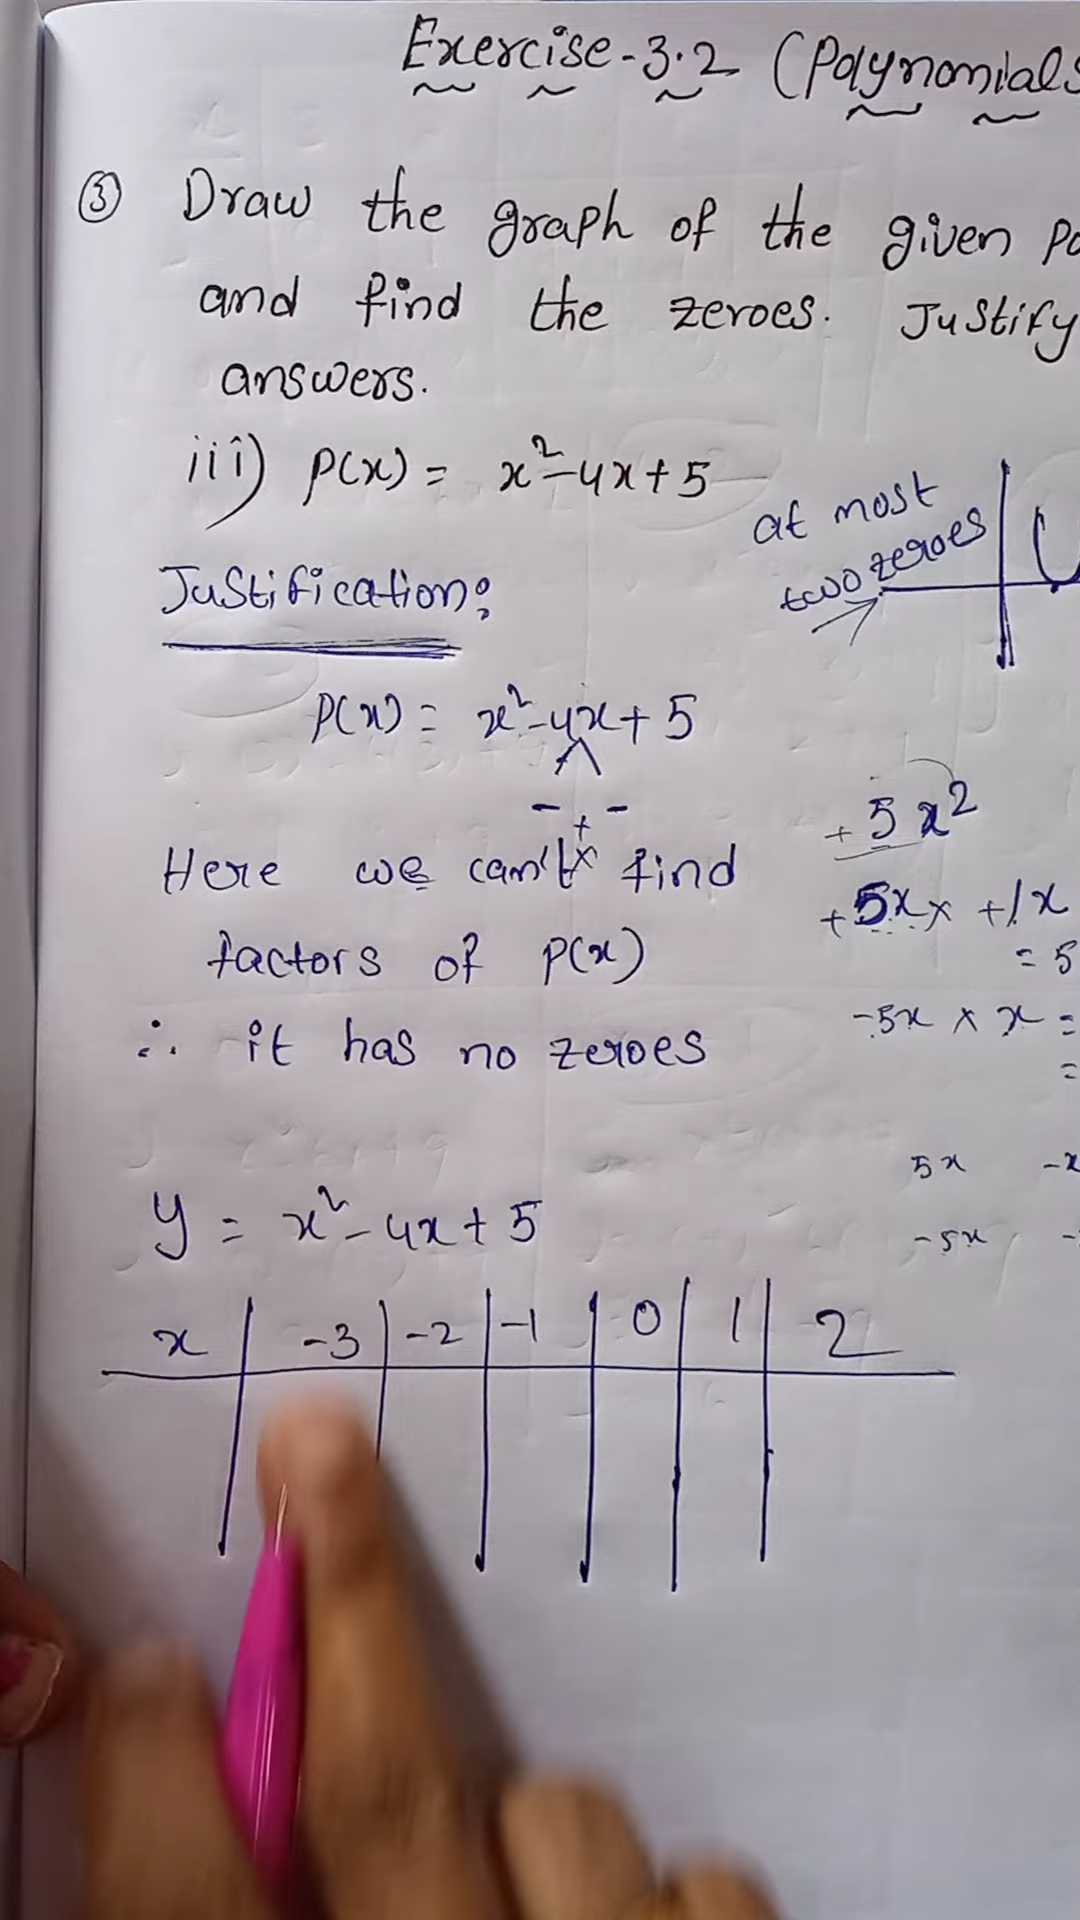 Exercise-3.2 (Polynomials
③ Draw the graph of the given po
and find the zeroes. Justify
answers.
iii) P(x) = x²-4x+5
at most
two zeroes
Justification:
P(x) = x²-4x+5
- + -
x
+5x²
Here we can't find
+5x x +1x
factors of P(x)
= 5
-5x × x =
=
∴ it has no zeroes
5x -x
y = x²-4x+5
-5x -
x -3 -2 -1 0 1 2